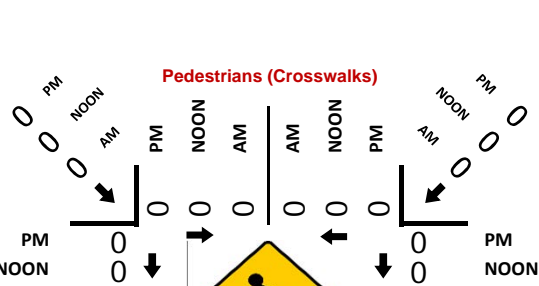 Pedestrians (Crosswalks)
PM NOON AM
0 0 0
PM NOON AM AM NOON PM
0 0 0 0 0 0
AM NOON PM
0 0 0
PM 0 0 PM
NOON 0 0 NOON